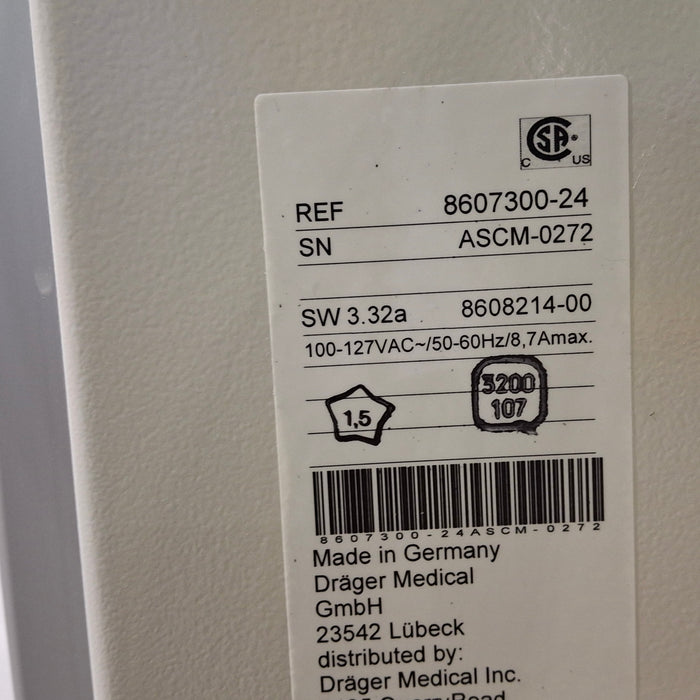 CSA
C US
REF 8607300-24
SN ASCM-0272
SW 3.32a 8608214-00
100-127VAC~/50-60Hz/8,7Amax.
1,5
3200
107
8607300-24ASCM-0272
Made in Germany
Dräger Medical
GmbH
23542 Lübeck
distributed by:
Dräger Medical Inc.